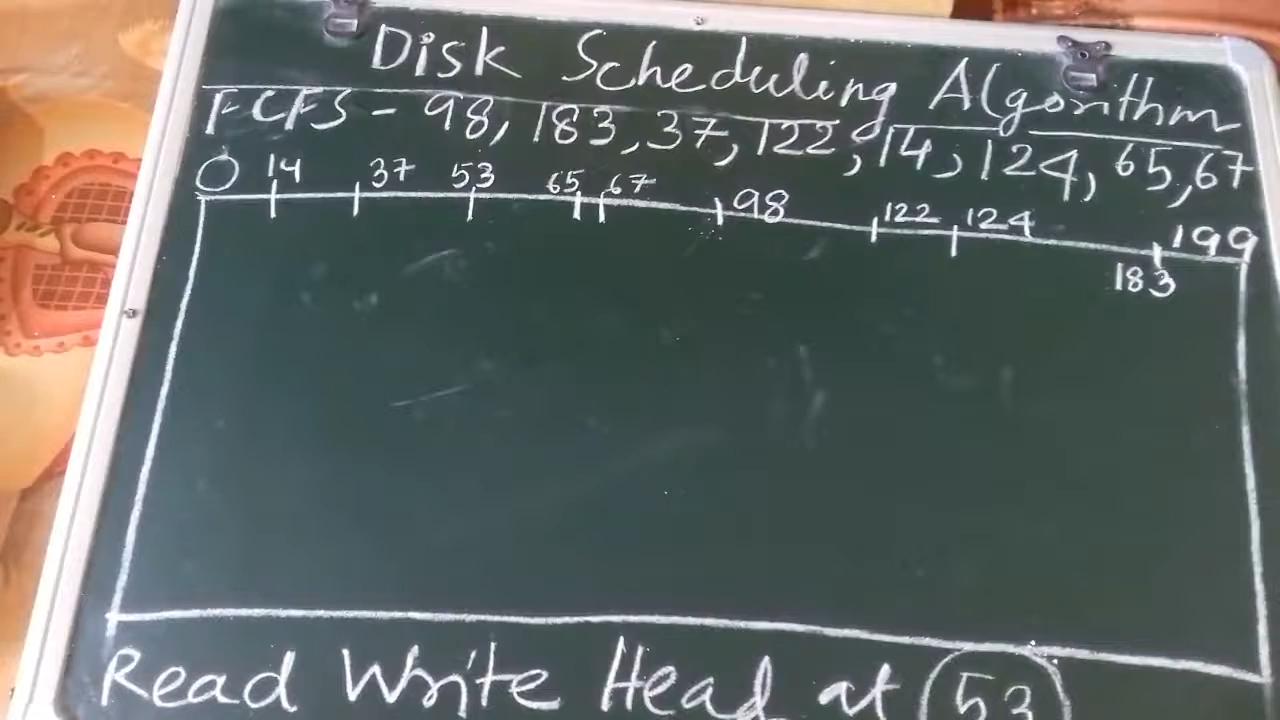 Disk Scheduling Algorithm
FCFS - 98, 183, 37, 122, 14, 124, 65, 67
0 14 37 53 65 67 98 122 124 199
183
Read Write Head at 53